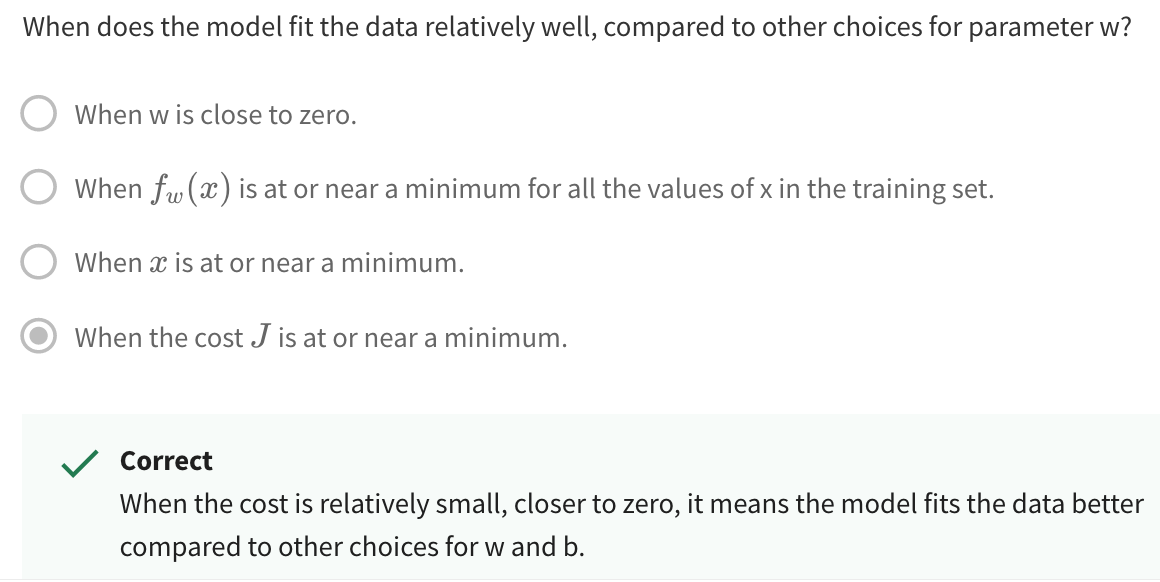 When does the model fit the data relatively well, compared to other choices for parameter w?
When w is close to zero.
When f_w(x) is at or near a minimum for all the values of x in the training set.
When x is at or near a minimum.
When the cost J is at or near a minimum.
Correct
When the cost is relatively small, closer to zero, it means the model fits the data better
compared to other choices for w and b.